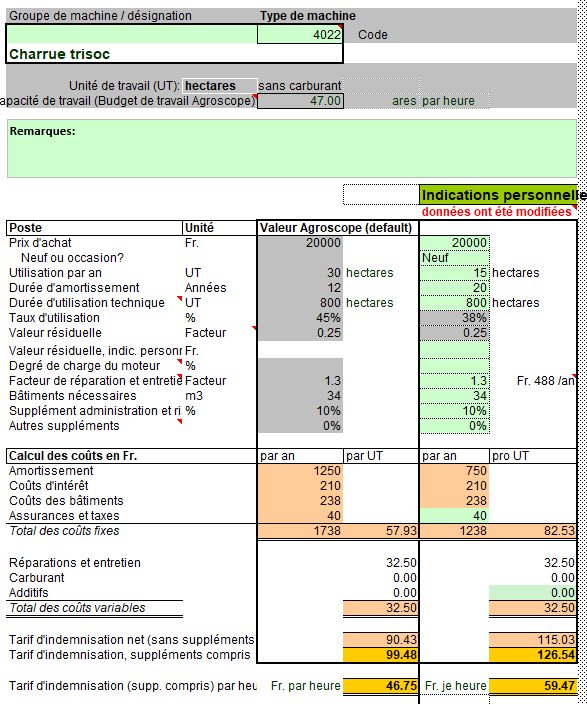 Groupe de machine / désignation Type de machine
4022 Code
Charrue trisoc
Unité de travail (UT): hectares sans carburant
apacité de travail (Budget de travail Agroscope) 47.00 ares par heure
Remarques:
Indications personnelle
données ont été modifiées
Poste Unité Valeur Agroscope (default)
Prix d'achat Fr. 20000 20000
Neuf ou occasion? Neuf
Utilisation par an UT 30 hectares 15 hectares
Durée d'amortissement Années 12 20
Durée d'utilisation technique UT 800 hectares 800 hectares
Taux d'utilisation % 45% 38%
Valeur résiduelle Facteur 0.25 0.25
Valeur résiduelle, indic. personr Fr.
Degré de charge du moteur %
Facteur de réparation et entretie Facteur 1.3 1.3 Fr. 488 /an
Bâtiments nécessaires m3 34 34
Supplément administration et ri % 10% 10%
Autres suppléments 0% 0%
Calcul des coûts en Fr. par an par UT par an pro UT
Amortissement 1250 750
Coûts d'intérêt 210 210
Coûts des bâtiments 238 238
Assurances et taxes 40 40
Total des coûts fixes 1738 57.93 1238 82.53
Réparations et entretien 32.50 32.50
Carburant 0.00 0.00
Additifs 0.00 0.00
Total des coûts variables 32.50 32.50
Tarif d'indemnisation net (sans suppléments 90.43 115.03
Tarif d'indemnisation, suppléments compris 99.48 126.54
Tarif d'indemnisation (supp. compris) par heu Fr. par heure 46.75 Fr. je heure 59.47